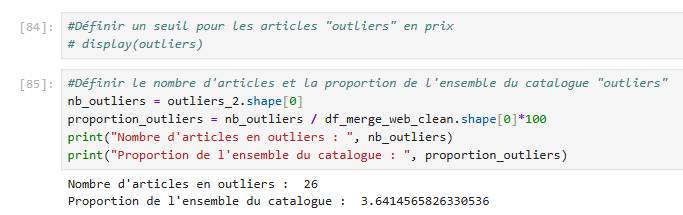 [84]: #Définir un seuil pour les articles "outliers" en prix
# display(outliers)
[85]: #Définir le nombre d'articles et la proportion de l'ensemble du catalogue "outliers"
nb_outliers = outliers_2.shape[0]
proportion_outliers = nb_outliers / df_merge_web_clean.shape[0]*100
print("Nombre d'articles en outliers : ", nb_outliers)
print("Proportion de l'ensemble du catalogue : ", proportion_outliers)
Nombre d'articles en outliers :  26
Proportion de l'ensemble du catalogue :  3.6414565826330536